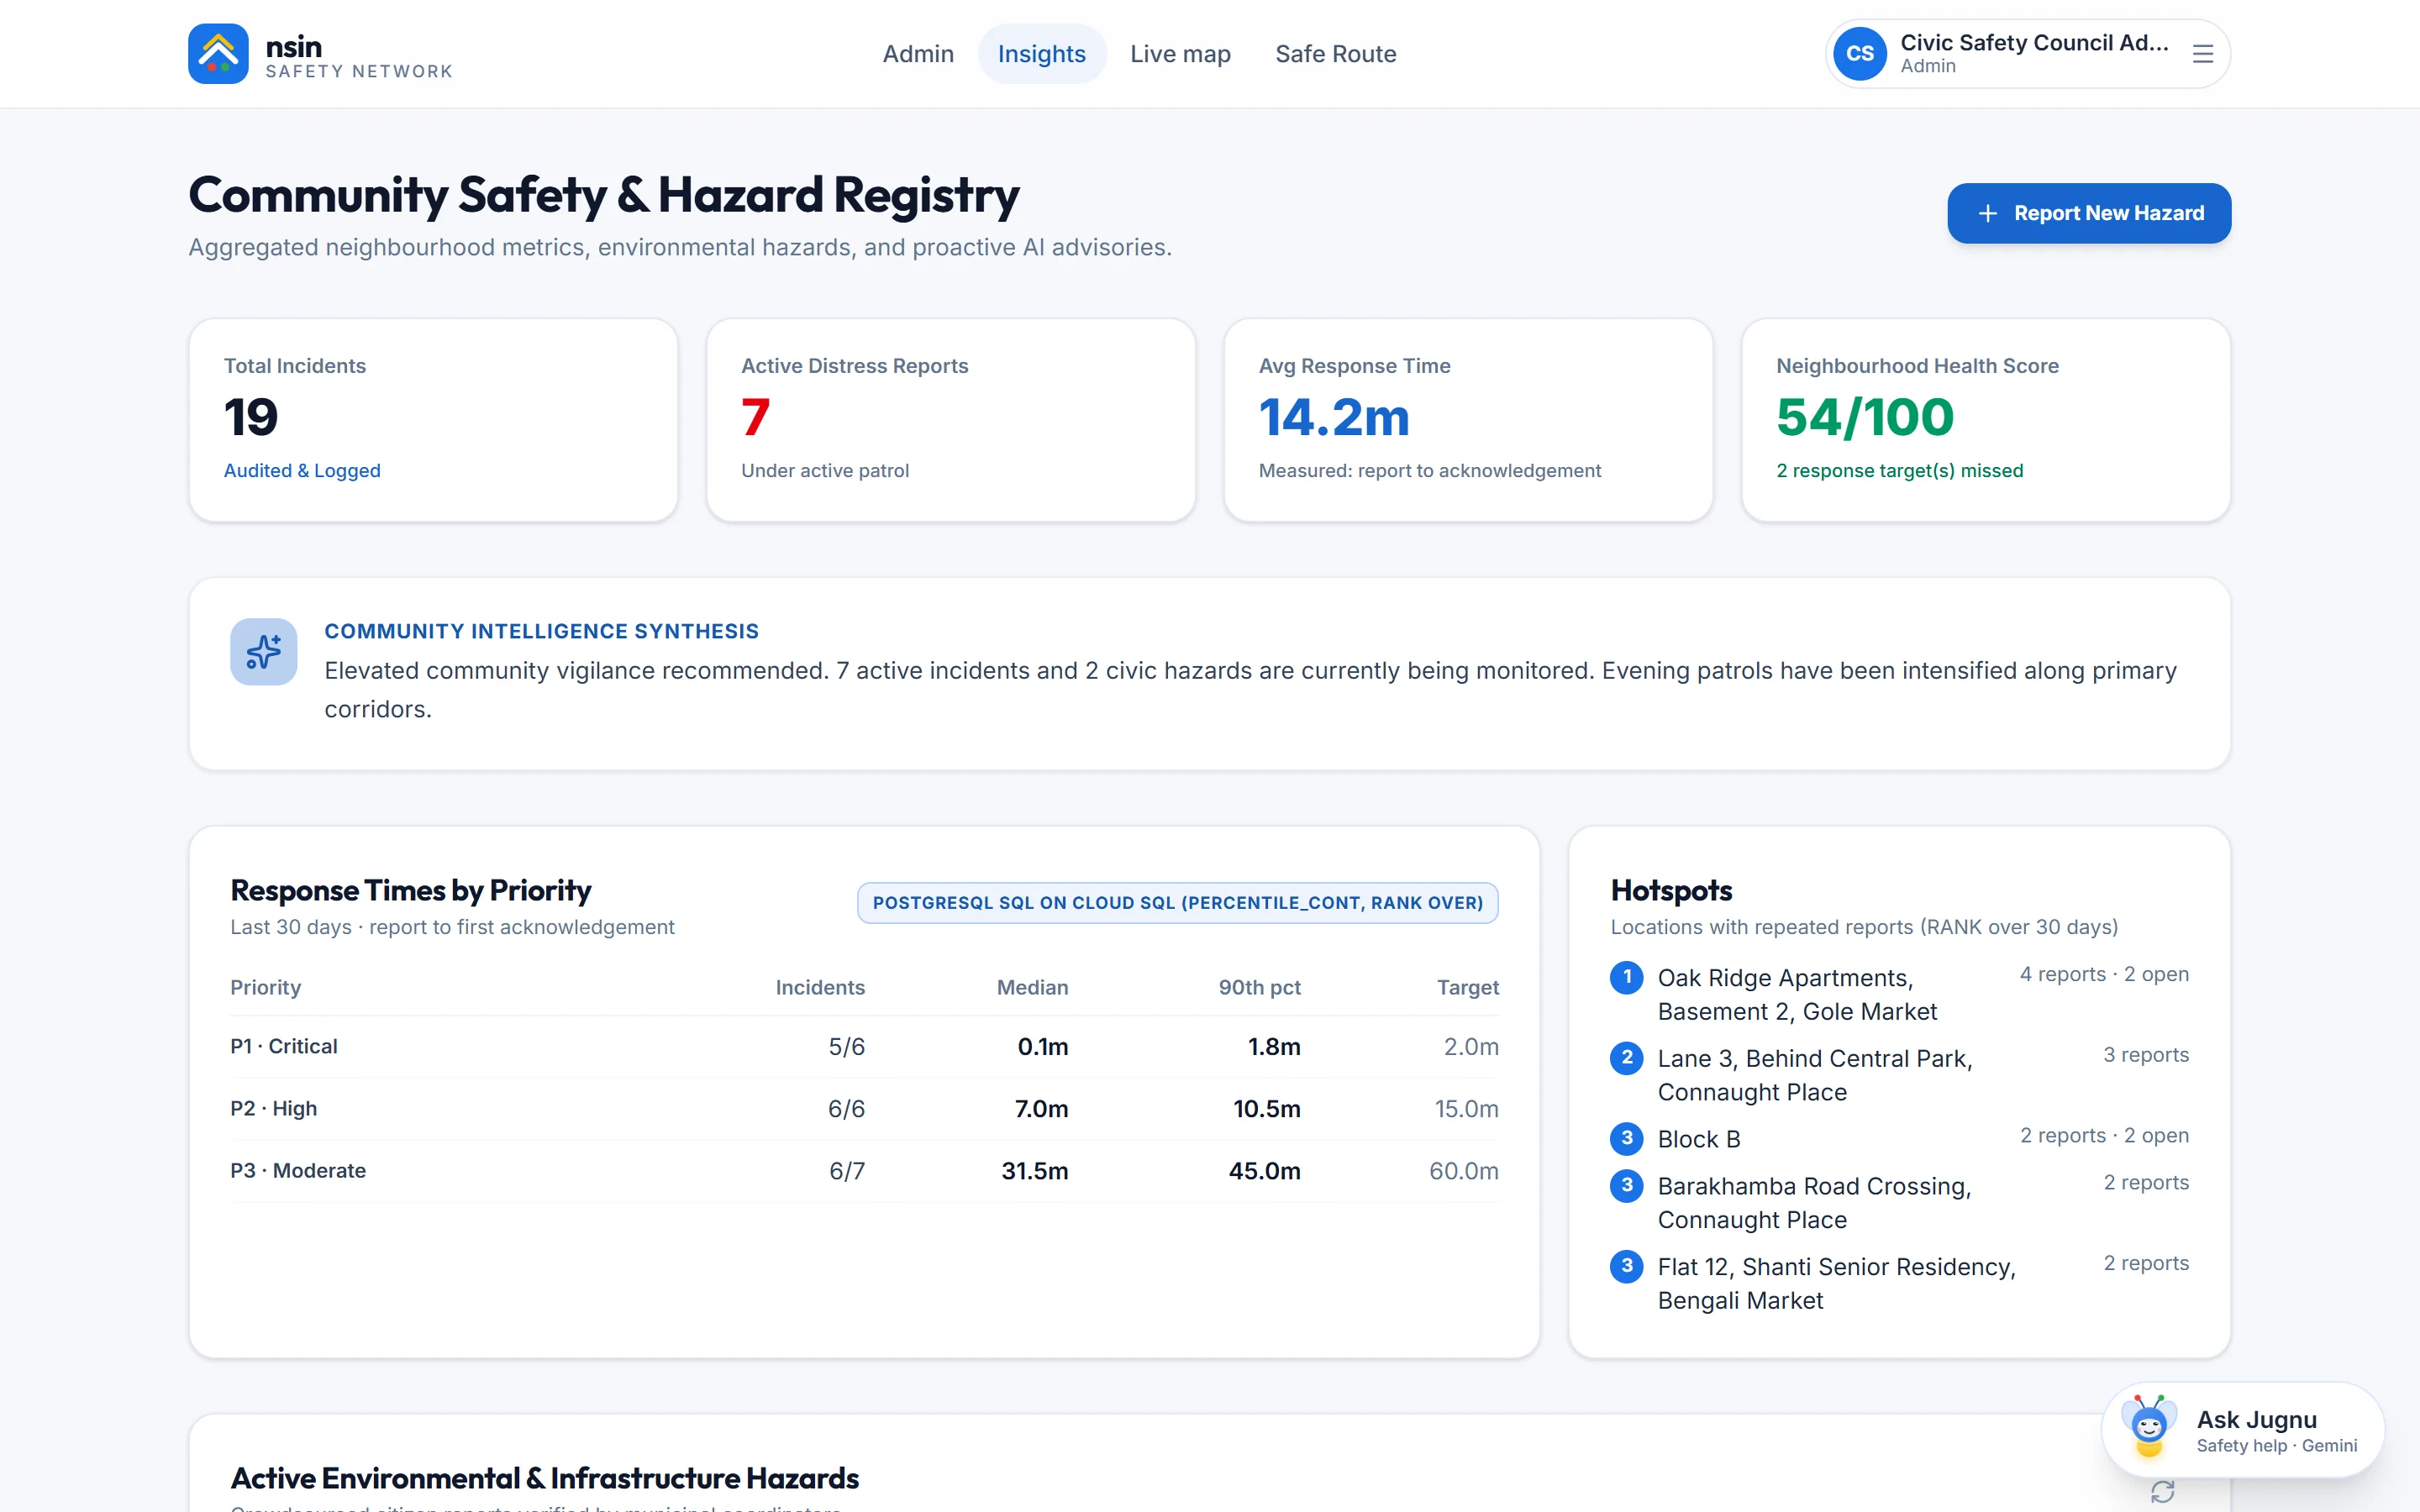 nsin
SAFETY NETWORK
Admin
Insights
Live map
Safe Route
CS
Civic Safety Council Ad...
Admin
Community Safety & Hazard Registry
Aggregated neighbourhood metrics, environmental hazards, and proactive AI advisories.
Report New Hazard
Total Incidents
19
Audited & Logged
Active Distress Reports
7
Under active patrol
Avg Response Time
14.2m
Measured: report to acknowledgement
Neighbourhood Health Score
54/100
2 response target(s) missed
COMMUNITY INTELLIGENCE SYNTHESIS
Elevated community vigilance recommended. 7 active incidents and 2 civic hazards are currently being monitored. Evening patrols have been intensified along primary
corridors.
Response Times by Priority
Last 30 days · report to first acknowledgement
POSTGRESQL SQL ON CLOUD SQL (PERCENTILE_CONT, RANK OVER)
Priority Incidents Median 90th pct Target
P1 · Critical 5/6 0.1m 1.8m 2.0m
P2 · High 6/6 7.0m 10.5m 15.0m
P3 · Moderate 6/7 31.5m 45.0m 60.0m
Hotspots
Locations with repeated reports (RANK over 30 days)
1 Oak Ridge Apartments, 4 reports · 2 open
Basement 2, Gole Market
2 Lane 3, Behind Central Park, 3 reports
Connaught Place
3 Block B 2 reports · 2 open
3 Barakhamba Road Crossing, 2 reports
Connaught Place
3 Flat 12, Shanti Senior Residency, 2 reports
Bengali Market
Active Environmental & Infrastructure Hazards
Crowdsourced citizen reports verified by municipal coordinators
Ask Jugnu
Safety help · Gemini